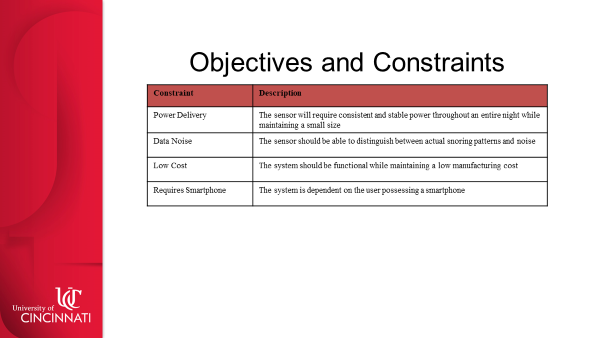 Objectives and Constraints
Constraint Description
Power Delivery The sensor will require consistent and stable power throughout an entire night while
maintaining a small size
Data Noise The sensor should be able to distinguish between actual snoring patterns and noise
Low Cost The system should be functional while maintaining a low manufacturing cost
Requires Smartphone The system is dependent on the user possessing a smartphone
UC
University of
CINCINNATI